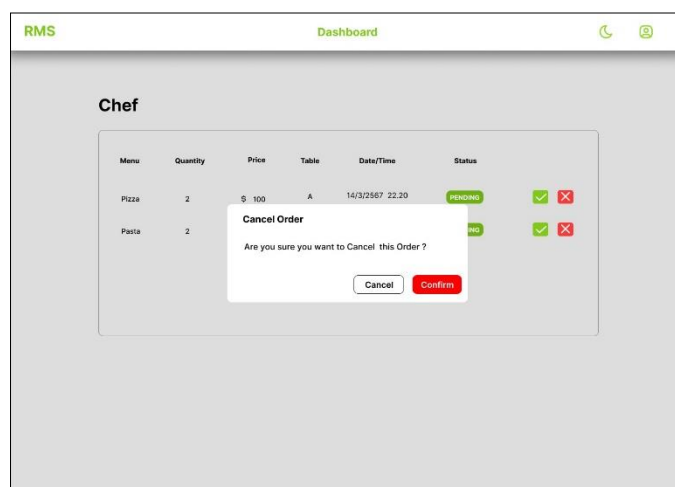 RMS Dashboard
Chef
Menu Quantity Price Table Date/Time Status
Pizza 2 $ 100 A 14/3/2567 22.20 PENDING
Pasta 2 ING
Cancel Order
Are you sure you want to Cancel this Order ?
Cancel Confirm